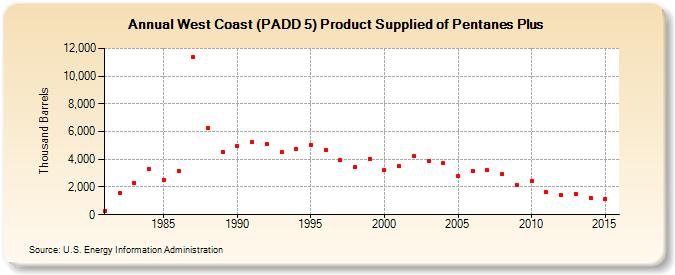 Annual West Coast (PADD 5) Product Supplied of Pentanes Plus
Thousand Barrels
12,000
10,000
8,000
6,000
4,000
2,000
0
1985 1990 1995 2000 2005 2010 2015
Source: U.S. Energy Information Administration